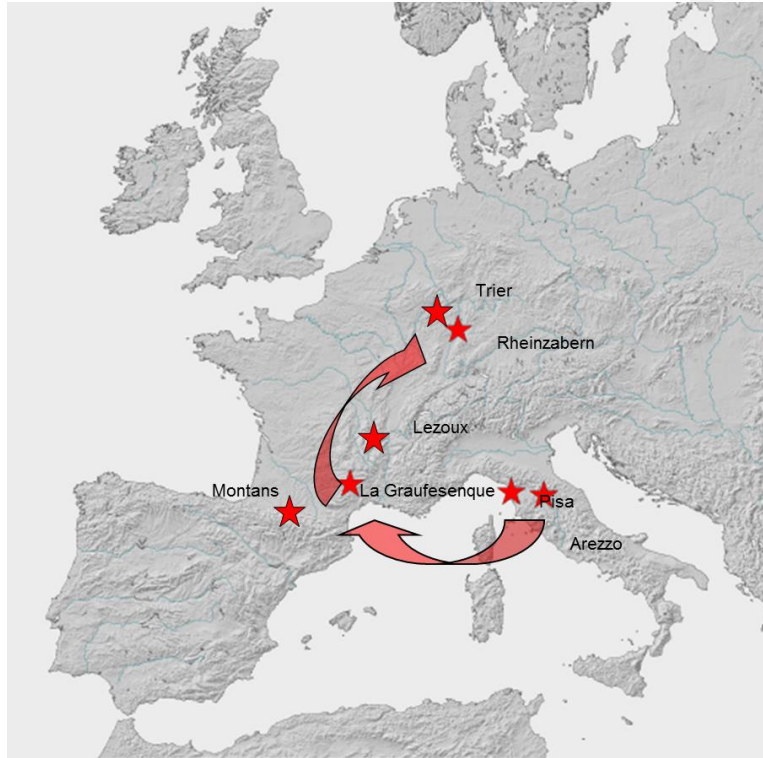 Trier
Rheinzabern
Lezoux
Montans
La Graufesenque
Pisa
Arezzo